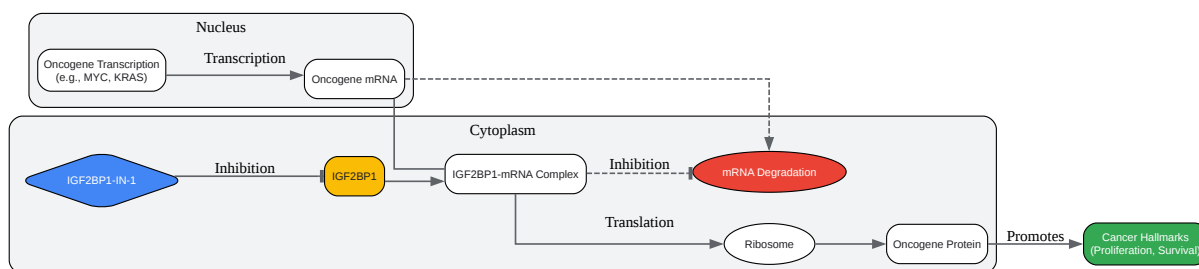 Nucleus
Oncogene Transcription
(e.g., MYC, KRAS)
Transcription
Oncogene mRNA
Cytoplasm
IGF2BP1-IN-1
Inhibition
IGF2BP1
IGF2BP1-mRNA Complex
Inhibition
mRNA Degradation
Translation
Ribosome
Oncogene Protein
Promotes
Cancer Hallmarks
(Proliferation, Survival)